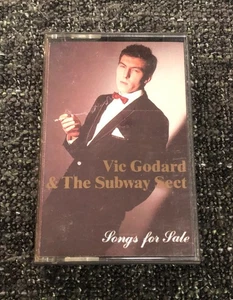 Vic Godard
& The Subway Sect
Songs for Sale